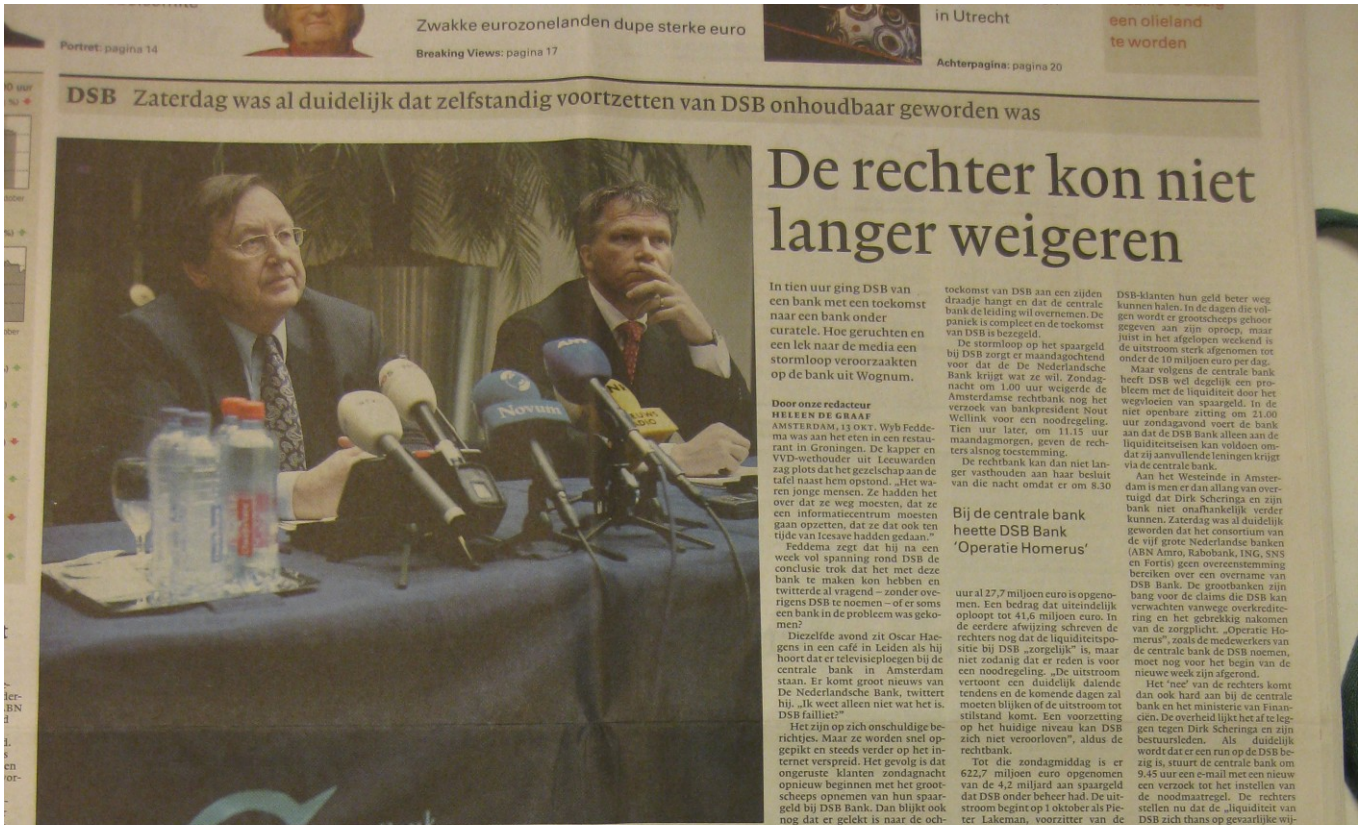 Portret: pagina 14
Zwakke eurozonelanden dupe sterke euro
Breaking Views: pagina 17
in Utrecht
Achterpagina: pagina 20
een olieland
te worden
DSB Zaterdag was al duidelijk dat zelfstandig voortzetten van DSB onhoudbaar geworden was
De rechter kon niet
langer weigeren
In tien uur ging DSB van
een bank met een toekomst
naar een bank onder
curatele. Hoe geruchten en
een lek naar de media een
stormloop veroorzaakten
op de bank uit Wognum.
Door onze redacteur
HELEEN DE GRAAF
AMSTERDAM, 13 OKT. Wyb Fedde-
ma was aan het eten in een restau-
rant in Groningen. De kapper en
VVD-wethouder uit Leeuwarden
zag plots dat het gezelschap aan de
tafel naast hem opstond. „Het wa-
ren jonge mensen. Ze hadden het
over dat ze weg moesten, dat ze
een informatiecentrum moesten
gaan opzetten, dat ze dat ook ten
tijde van Icesave hadden gedaan.”
Feddema zegt dat hij na een
week vol spanning rond DSB de
conclusie trok dat het met deze
bank te maken kon hebben en
twitterde al vragend – zonder ove-
rigens DSB te noemen – of er soms
een bank in de probleem was geko-
men?
Diezelfde avond zit Oscar Hae-
gens in een café in Leiden als hij
hoort dat er televisieploegen bij de
centrale bank in Amsterdam
staan. Er komt groot nieuws van
De Nederlandsche Bank, twittert
hij. „Ik weet alleen niet wat het is.
DSB failliet?”
Het zijn op zich onschuldige be-
richtjes. Maar ze worden snel op-
gepikt en steeds verder op het in-
ternet verspreid. Het gevolg is dat
ongeruste klanten zondagnacht
opnieuw beginnen met het groot-
scheeps opnemen van hun spaar-
geld bij DSB Bank. Dan blijkt ook
nog dat er gelekt is naar de och-
toekomst van DSB aan een zijden
draadje hangt en dat de centrale
bank de leiding wil overnemen. De
paniek is compleet en de toekomst
van DSB is bezegeld.
De stormloop op het spaargeld
bij DSB zorgt er maandagochtend
voor dat de De Nederlandsche
Bank krijgt wat ze wil. Zondag-
nacht om 1.00 uur weigerde de
Amsterdamse rechtbank nog het
verzoek van bankpresident Nout
Wellink voor een noodregeling.
Tien uur later, om 11.15 uur
maandagmorgen, geven de rech-
ters alsnog toestemming.
De rechtbank kan dan niet lan-
ger vasthouden aan haar besluit
van die nacht omdat er om 8.30
Bij de centrale bank
heette DSB Bank
‘Operatie Homerus’
uur al 27,7 miljoen euro is opgeno-
men. Een bedrag dat uiteindelijk
oploopt tot 41,6 miljoen euro. In
de eerdere afwijzing schreven de
rechters nog dat de liquiditeitspo-
sitie bij DSB „zorgelijk” is, maar
niet zodanig dat er reden is voor
een noodregeling. „De uitstroom
vertoont een duidelijk dalende
tendens en de komende dagen zal
moeten blijken of de uitstroom tot
stilstand komt. Een voorzetting
op het huidige niveau kan DSB
zich niet veroorloven”, aldus de
rechtbank.
Tot die zondagmiddag is er
622,7 miljoen euro opgenomen
van de 4,2 miljard aan spaargeld
dat DSB onder beheer had. De uit-
stroom begint op 1 oktober als Pie-
ter Lakeman, voorzitter van de
DSB-klanten hun geld beter weg
kunnen halen. In de dagen die vol-
gen wordt er grootscheeps gehoor
gegeven aan zijn oproep, maar
juist in het afgelopen weekend is
de uitstroom sterk afgenomen tot
onder de 10 miljoen euro per dag.
Maar volgens de centrale bank
heeft DSB wel degelijk een pro-
bleem met de liquiditeit door het
wegvloeien van spaargeld. In de
niet openbare zitting om 21.00
uur zondagavond voert de bank
aan dat de DSB Bank alleen aan de
liquiditeitseisen kan voldoen om-
dat zij aanvullende leningen krijgt
via de centrale bank.
Aan het Westeinde in Amster-
dam is men er dan allang van over-
tuigd dat Dirk Scheringa en zijn
bank niet onafhankelijk verder
kunnen. Zaterdag was al duidelijk
geworden dat het consortium van
de vijf grote Nederlandse banken
(ABN Amro, Rabobank, ING, SNS
en Fortis) geen overeenstemming
bereiken over een overname van
DSB Bank. De grootbanken zijn
bang voor de claims die DSB kan
verwachten vanwege overkredite-
ring en het gebrekkig nakomen
van de zorgplicht. „Operatie Ho-
merus”, zoals de medewerkers van
de centrale bank de DSB noemen,
moet nog voor het begin van de
nieuwe week zijn afgerond.
Het ‘nee’ van de rechters komt
dan ook hard aan bij de centrale
bank en het ministerie van Finan-
ciën. De overheid lijkt het af te leg-
gen tegen Dirk Scheringa en zijn
bestuursleden. Als duidelijk
wordt dat er een run op de DSB be-
zig is, stuurt de centrale bank om
9.45 uur een e-mail met een nieuw
een verzoek tot het instellen van
de noodmaatregel. De rechters
stellen nu dat de „liquiditeit van
DSB zich thans op gevaarlijke wij-
ANP
Novum